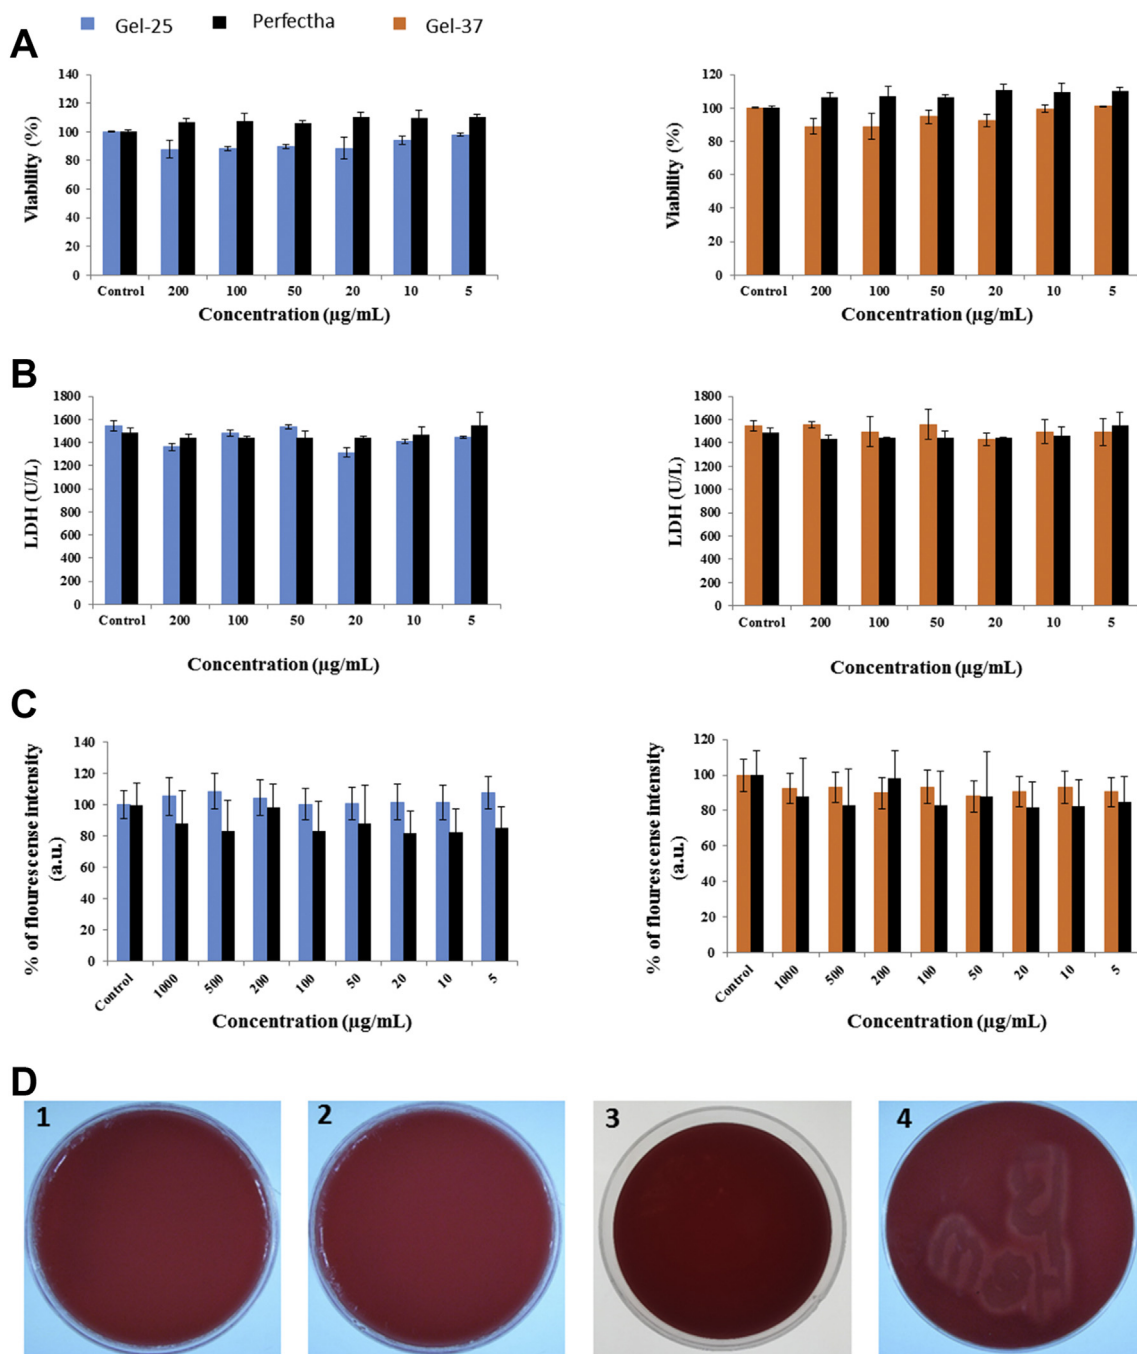 Gel-25 Perfectha Gel-37
A
Viability (%)
140
120
100
80
60
40
20
0
Control 200 100 50 20 10 5
Concentration (µg/mL)
Viability (%)
120
100
80
60
40
20
0
Control 200 100 50 20 10 5
Concentration (µg/mL)
B
LDH (U/L)
1800
1600
1400
1200
1000
800
600
400
200
0
Control 200 100 50 20 10 5
Concentration (µg/mL)
LDH (U/L)
1800
1600
1400
1200
1000
800
600
400
200
0
Control 200 100 50 20 10 5
Concentration (µg/mL)
C
% of flourescense intensity
(a.u.)
140
120
100
80
60
40
20
0
Control 1000 500 200 100 50 20 10 5
Concentration (µg/mL)
% of flourescense intensity
(a.u.)
120
100
80
60
40
20
0
Control 1000 500 200 100 50 20 10 5
Concentration (µg/mL)
D
1 2 3 4